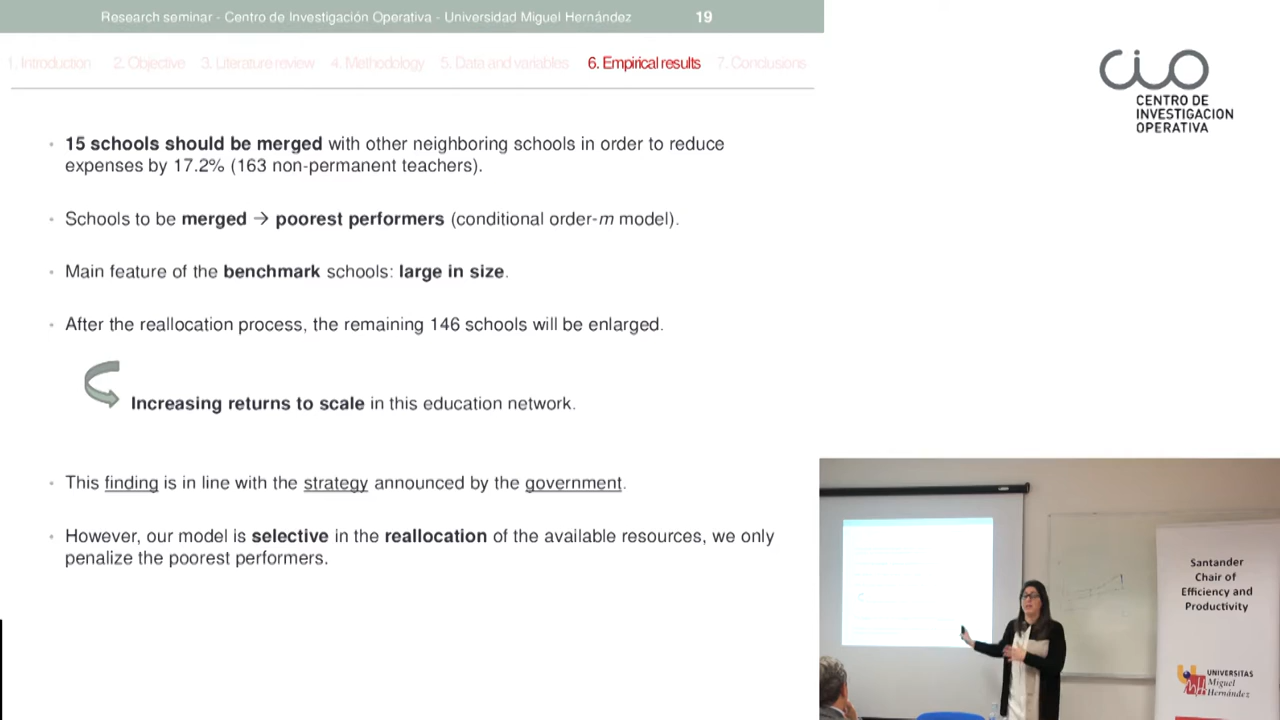 Research seminar - Centro de Investigación Operativa - Universidad Miguel Hernández 19
1. Introduction 2. Objective 3. Literature review 4. Methodology 5. Data and variables 6. Empirical results 7. Conclusions
CIO
CENTRO DE
INVESTIGACION
OPERATIVA
• 15 schools should be merged with other neighboring schools in order to reduce
expenses by 17.2% (163 non-permanent teachers).
• Schools to be merged → poorest performers (conditional order-m model).
• Main feature of the benchmark schools: large in size.
• After the reallocation process, the remaining 146 schools will be enlarged.
Increasing returns to scale in this education network.
• This finding is in line with the strategy announced by the government.
• However, our model is selective in the reallocation of the available resources, we only
penalize the poorest performers.
Santander
Chair of
Efficiency and
Productivity
UNIVERSITAS
Miguel
Hernández